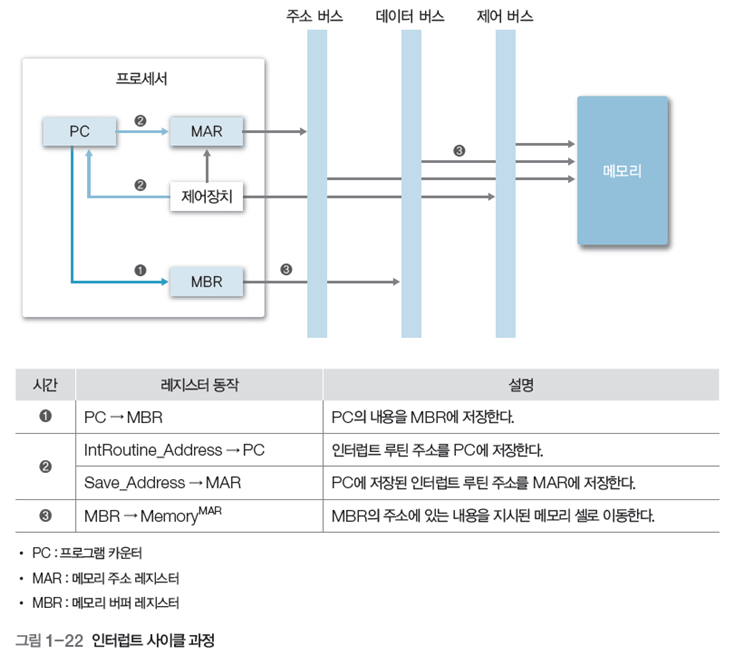 주소 버스 데이터 버스 제어 버스
프로세서
PC ❷ MAR
❸
메모리
❷ 제어장치
❶ MBR ❸
시간 레지스터 동작 설명
❶ PC → MBR PC의 내용을 MBR에 저장한다.
❷ IntRoutine_Address → PC 인터럽트 루틴 주소를 PC에 저장한다.
Save_Address → MAR PC에 저장된 인터럽트 루틴 주소를 MAR에 저장한다.
❸ MBR → Memory^MAR MBR의 주소에 있는 내용을 지시된 메모리 셀로 이동한다.
• PC : 프로그램 카운터
• MAR : 메모리 주소 레지스터
• MBR : 메모리 버퍼 레지스터
그림 1-22 인터럽트 사이클 과정